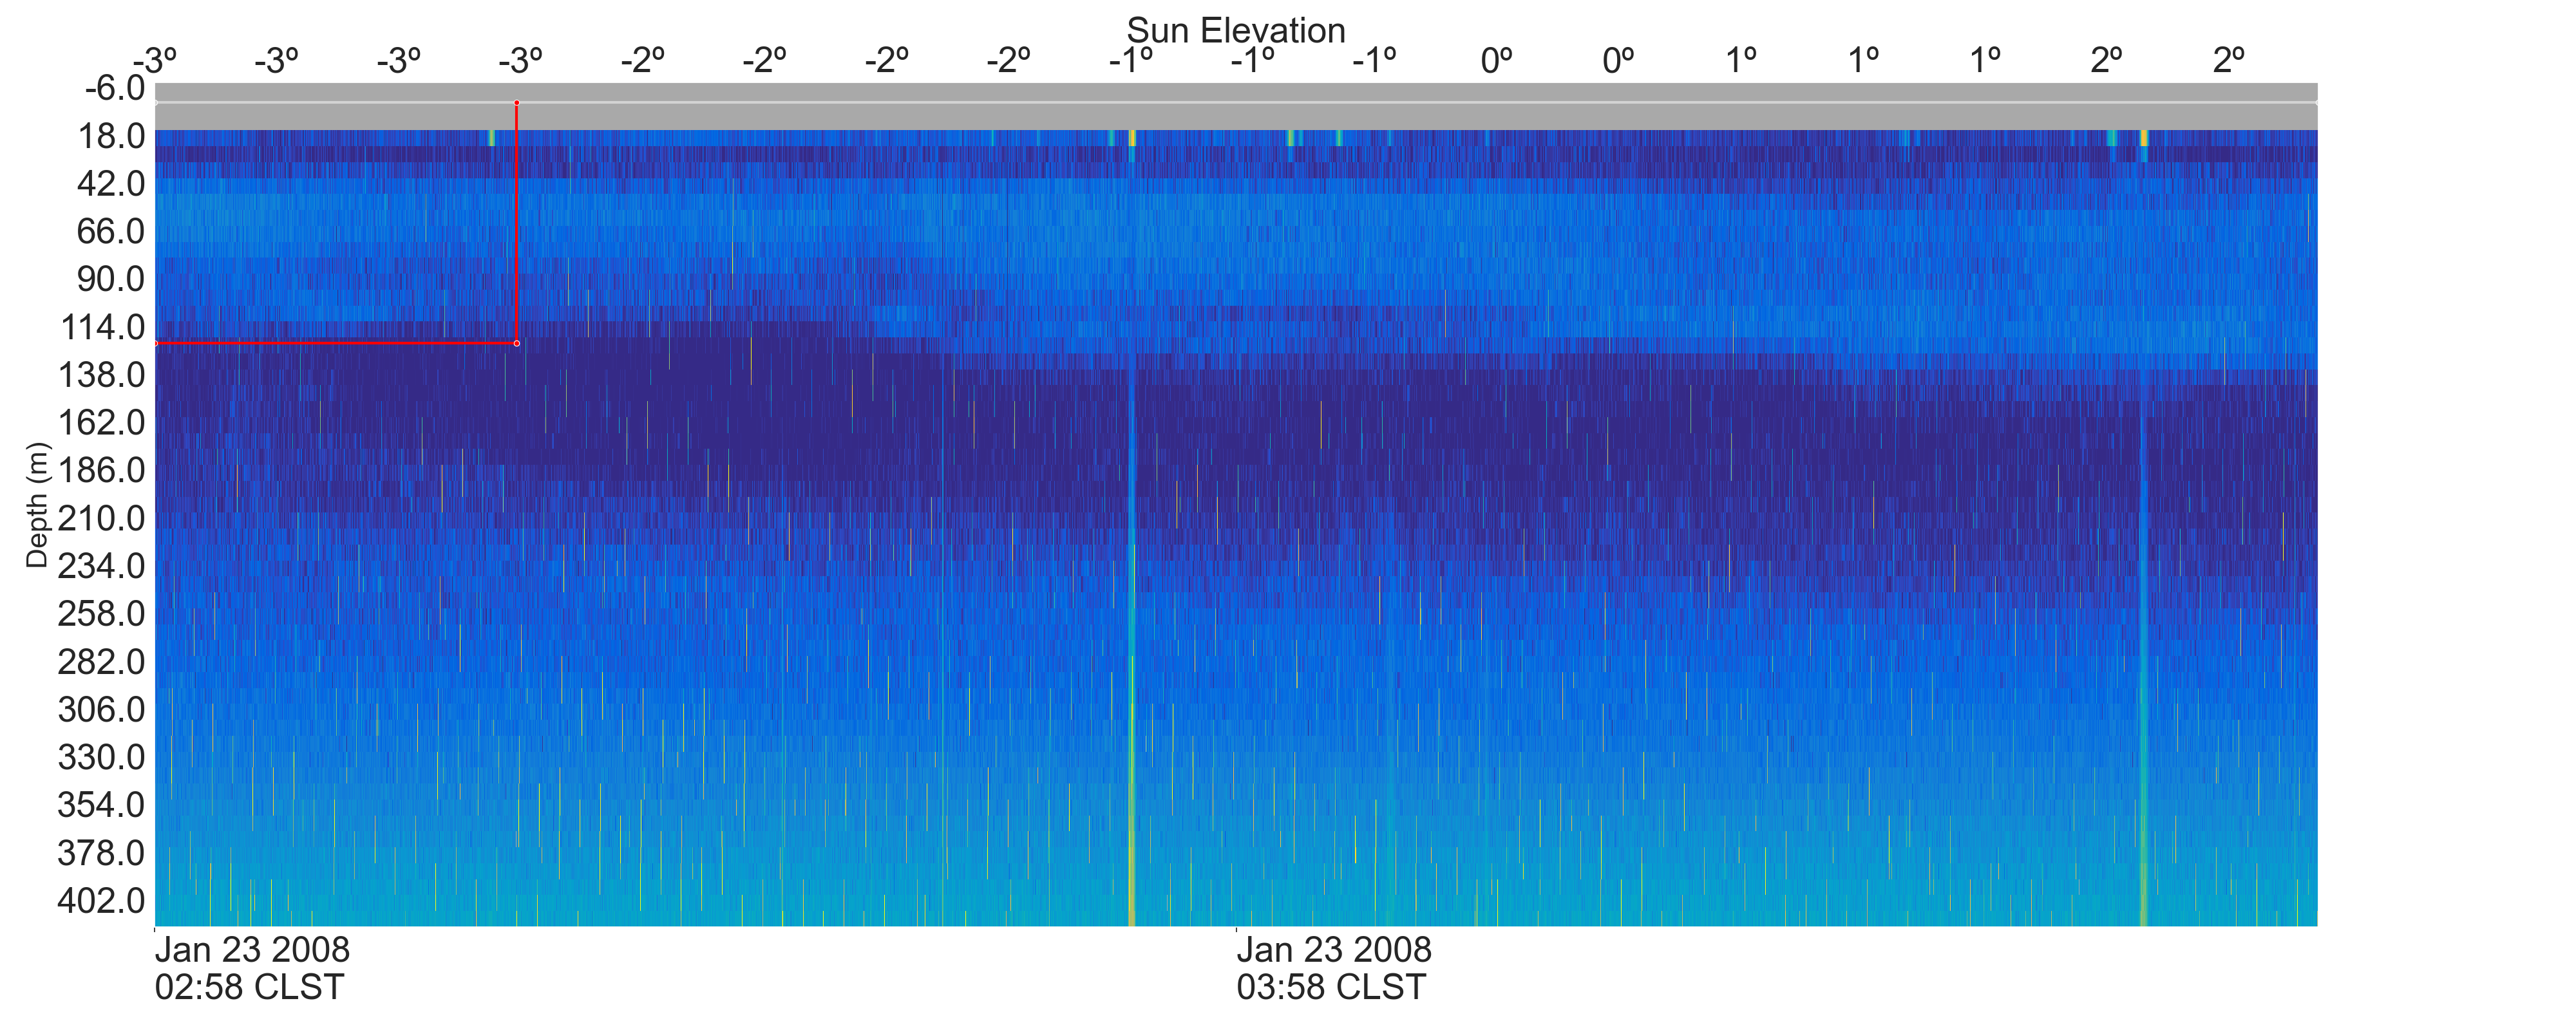 Sun Elevation
-3º -3º -3º -3º -2º -2º -2º -2º -1º -1º -1º 0º 0º 1º 1º 1º 2º 2º
-6.0
18.0
42.0
66.0
90.0
114.0
138.0
162.0
186.0
210.0
234.0
258.0
282.0
306.0
330.0
354.0
378.0
402.0
Depth (m)
Jan 23 2008
02:58 CLST
Jan 23 2008
03:58 CLST